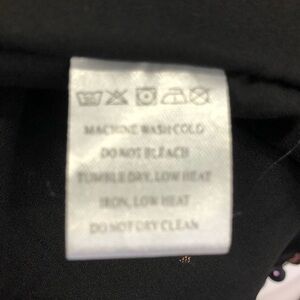 MACHINE WASH COLD
DO NOT BLEACH
TUMBLE DRY, LOW HEAT
IRON, LOW HEAT
DO NOT DRY CLEAN